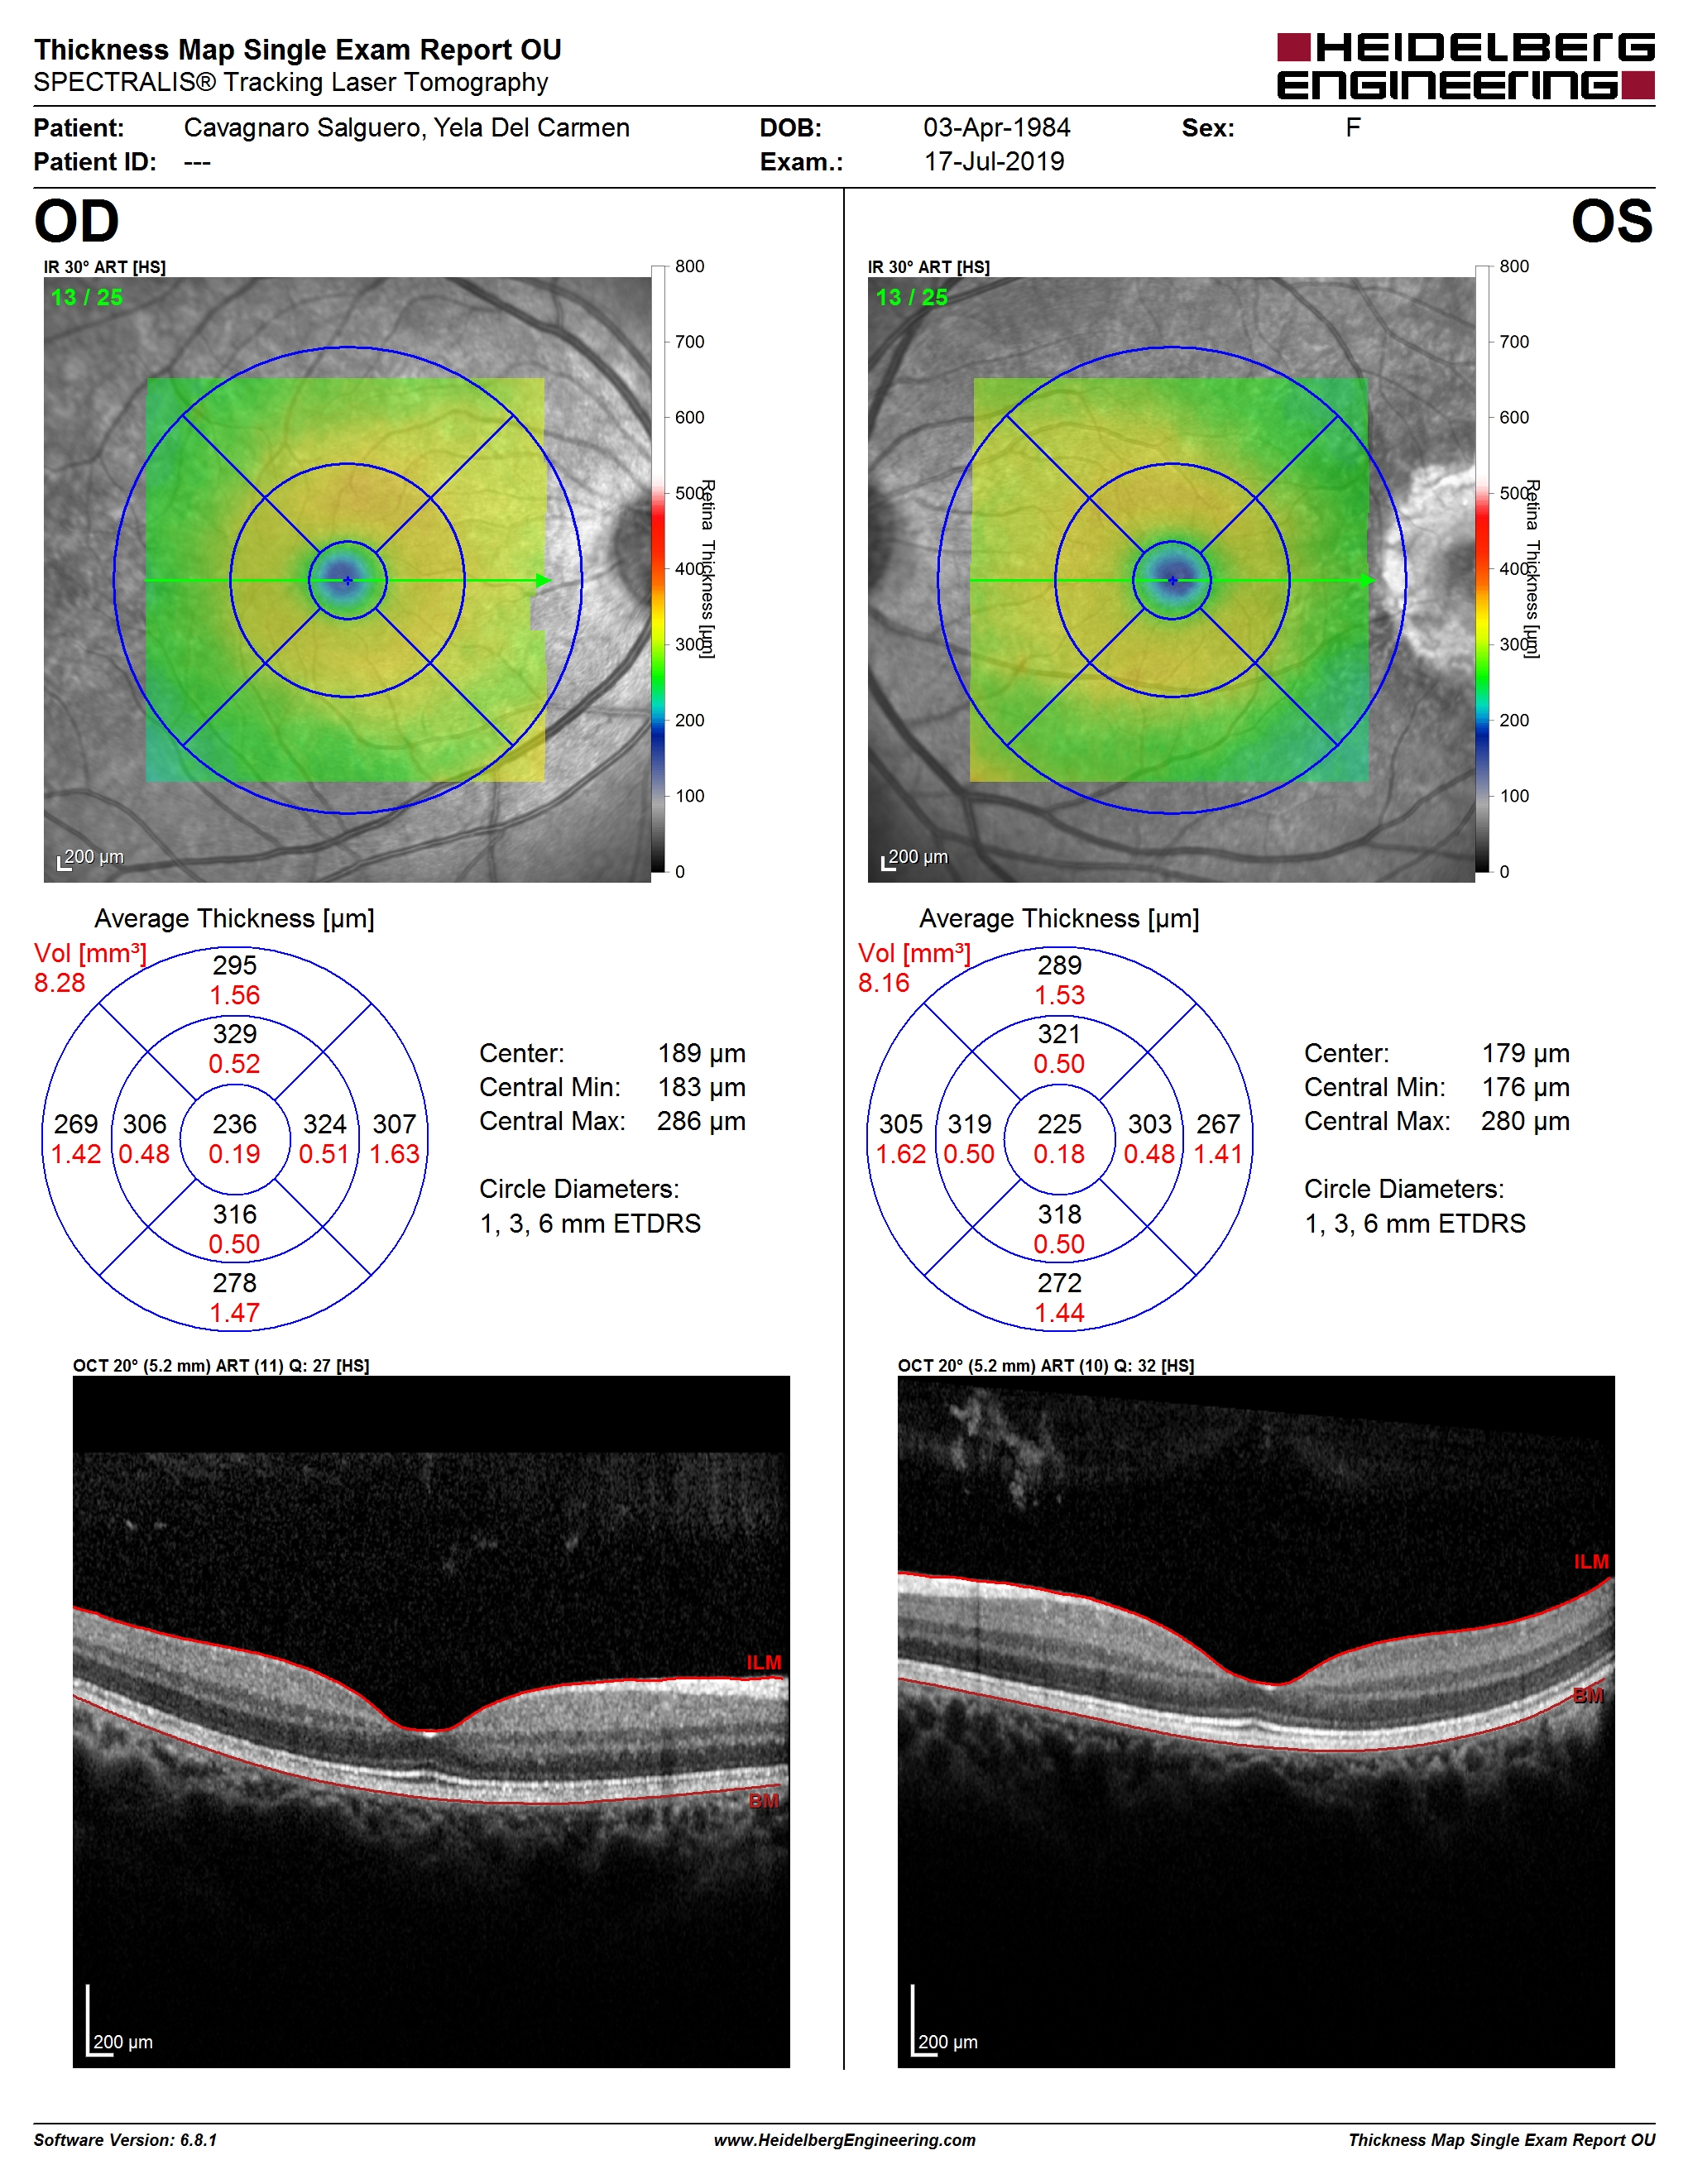 Thickness Map Single Exam Report OU
SPECTRALIS® Tracking Laser Tomography
HEIDELBERG
ENGINEERING
Patient: Cavagnaro Salguero, Yela Del Carmen DOB: 03-Apr-1984 Sex: F
Patient ID: --- Exam.: 17-Jul-2019
OD
IR 30° ART [HS]
13 / 25
200 µm
800
700
600
500
400
300
200
100
0
Retina Thickness [µm]
Average Thickness [µm]
Vol [mm³]
8.28
295
1.56
329
0.52
269 306 236 324 307
1.42 0.48 0.19 0.51 1.63
316
0.50
278
1.47
Center: 189 µm
Central Min: 183 µm
Central Max: 286 µm
Circle Diameters:
1, 3, 6 mm ETDRS
OCT 20° (5.2 mm) ART (11) Q: 27 [HS]
ILM
BM
200 µm
OS
IR 30° ART [HS]
13 / 25
200 µm
800
700
600
500
400
300
200
100
0
Retina Thickness [µm]
Average Thickness [µm]
Vol [mm³]
8.16
289
1.53
321
0.50
305 319 225 303 267
1.62 0.50 0.18 0.48 1.41
318
0.50
272
1.44
Center: 179 µm
Central Min: 176 µm
Central Max: 280 µm
Circle Diameters:
1, 3, 6 mm ETDRS
OCT 20° (5.2 mm) ART (10) Q: 32 [HS]
ILM
BM
200 µm
Software Version: 6.8.1 www.HeidelbergEngineering.com Thickness Map Single Exam Report OU